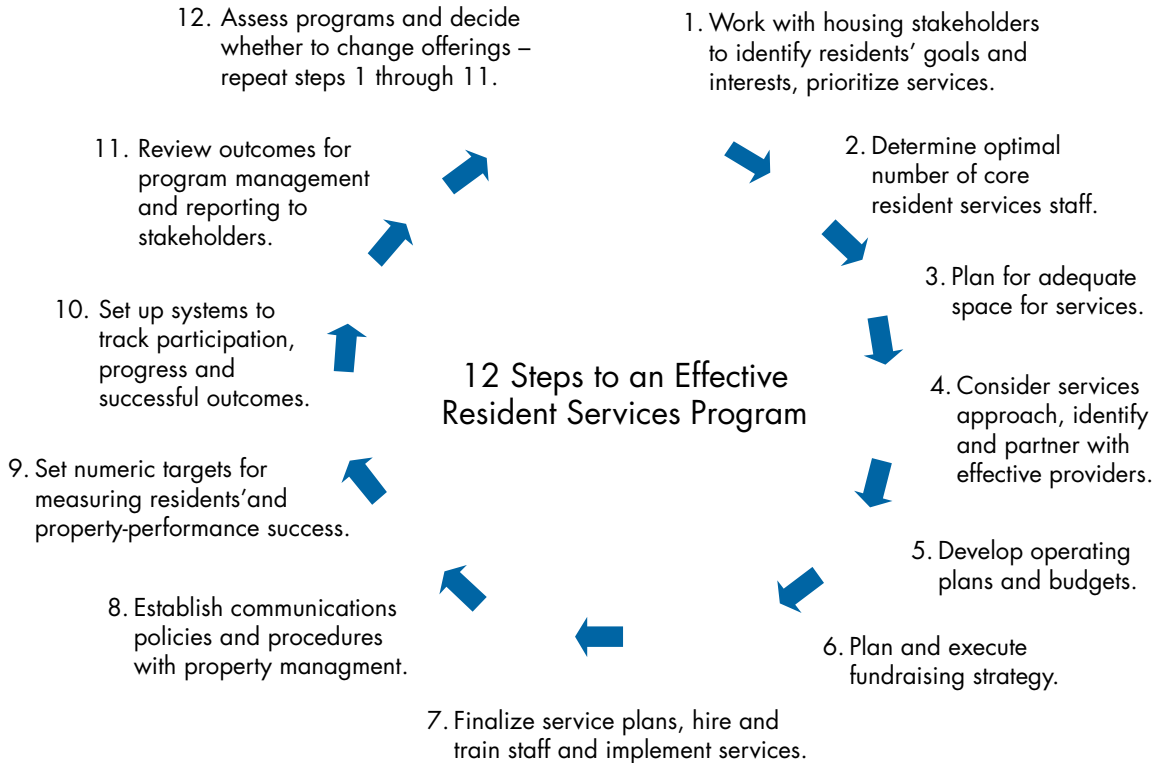 12 Steps to an Effective
Resident Services Program
1. Work with housing stakeholders
to identify residents’ goals and
interests, prioritize services.
2. Determine optimal
number of core
resident services staff.
3. Plan for adequate
space for services.
4. Consider services
approach, identify
and partner with
effective providers.
5. Develop operating
plans and budgets.
6. Plan and execute
fundraising strategy.
7. Finalize service plans, hire and
train staff and implement services.
8. Establish communications
policies and procedures
with property managment.
9. Set numeric targets for
measuring residents’and
property-performance success.
10. Set up systems to
track participation,
progress and
successful outcomes.
11. Review outcomes for
program management
and reporting to
stakeholders.
12. Assess programs and decide
whether to change offerings –
repeat steps 1 through 11.